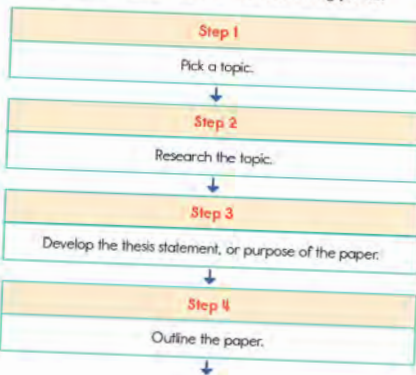 Step 1
Pick a topic.
Step 2
Research the topic.
Step 3
Develop the thesis statement, or purpose of the paper.
Step 4
Outline the paper.